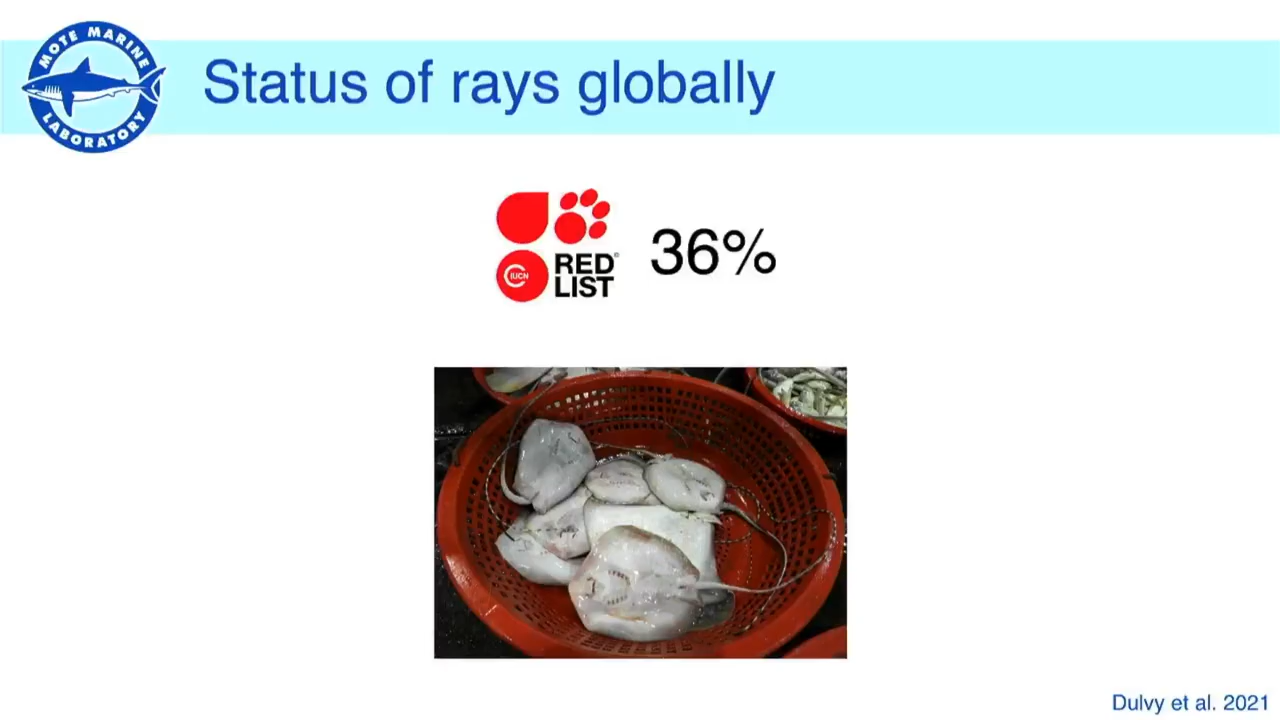 MOTE MARINE
LABORATORY
Status of rays globally
IUCN
RED
LIST
36%
Dulvy et al. 2021